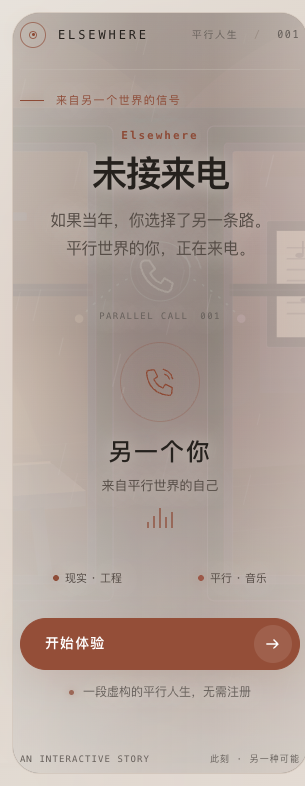 ELSEWHERE
平行人生 / 001
来自另一个世界的信号
Elsewhere
未接来电
如果当年，你选择了另一条路。
平行世界的你，正在来电。
PARALLEL CALL 001
另一个你
来自平行世界的自己
现实 · 工程
平行 · 音乐
开始体验
一段虚构的平行人生，无需注册
AN INTERACTIVE STORY
此刻 · 另一种可能